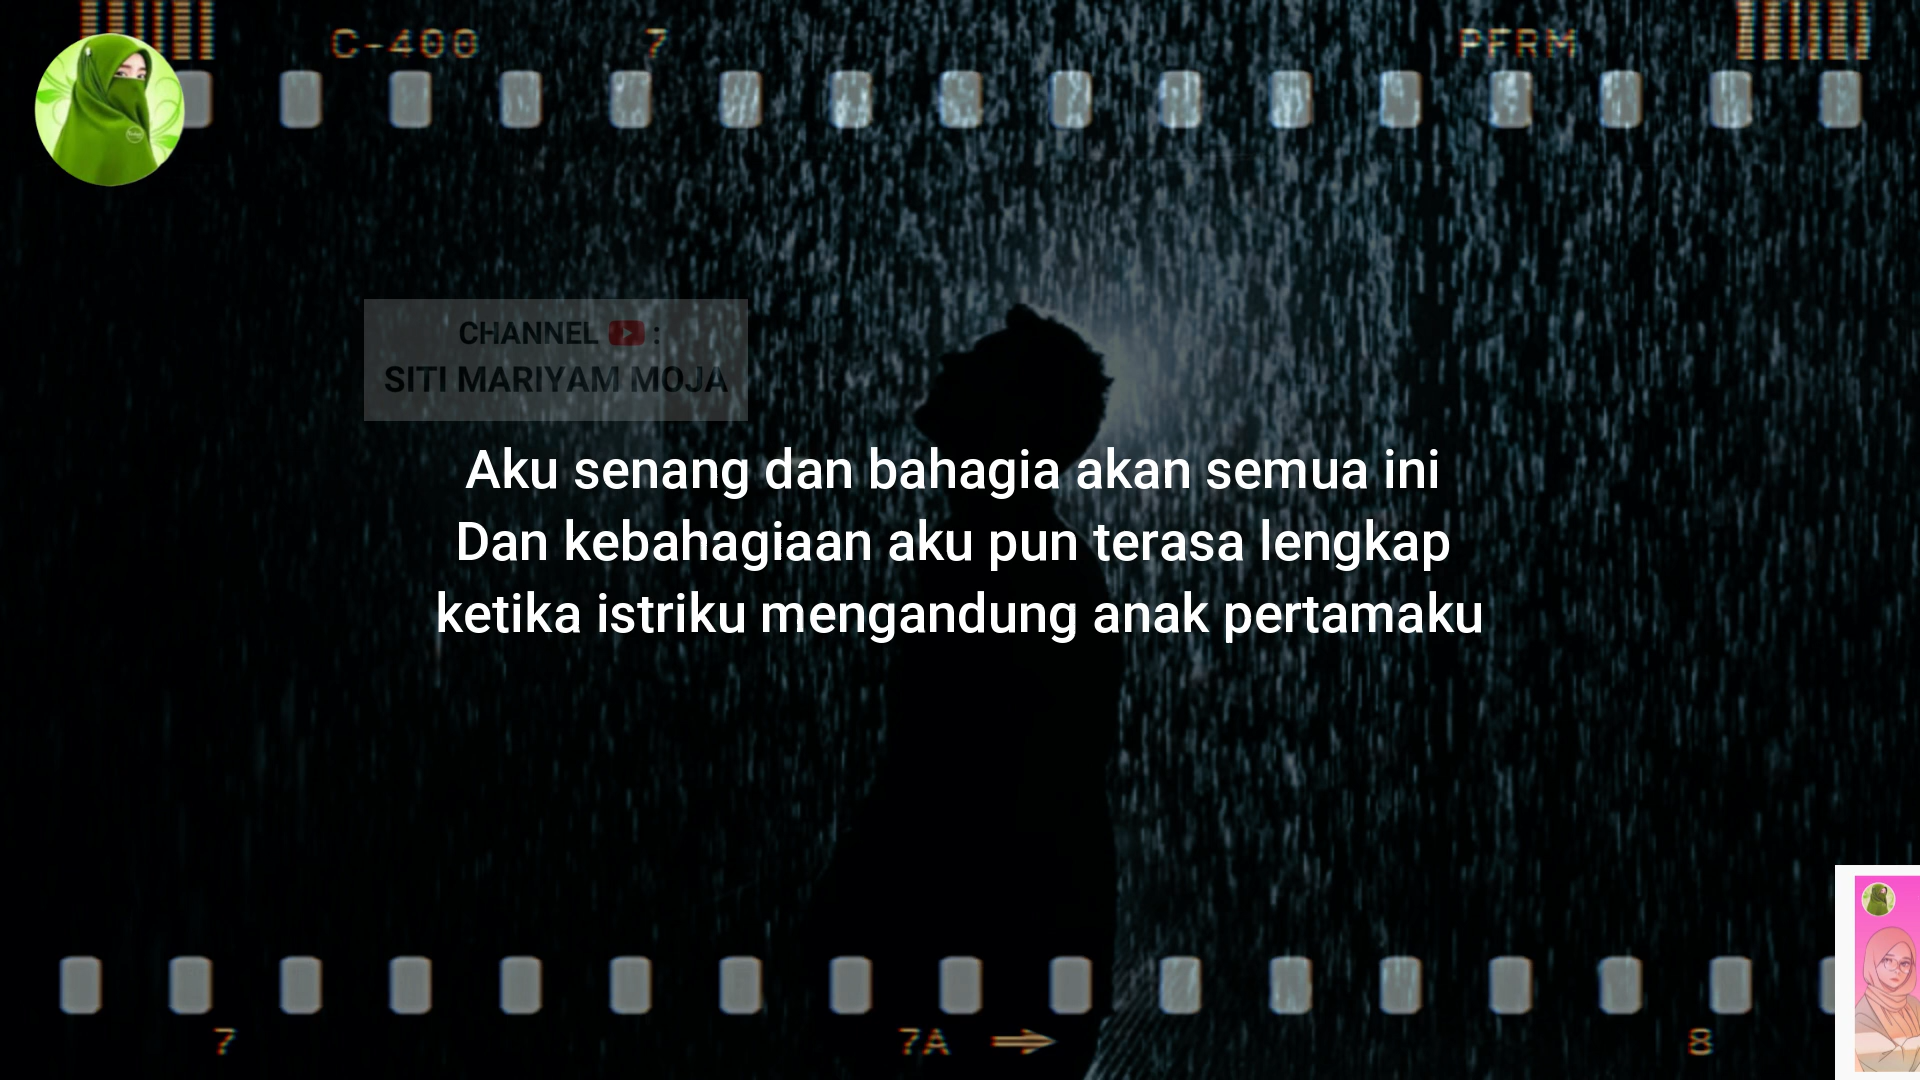 C-400 7 PFRM
CHANNEL :
SITI MARIYAM MOJA
Aku senang dan bahagia akan semua ini
Dan kebahagiaan aku pun terasa lengkap
ketika istriku mengandung anak pertamaku
7 7A 8